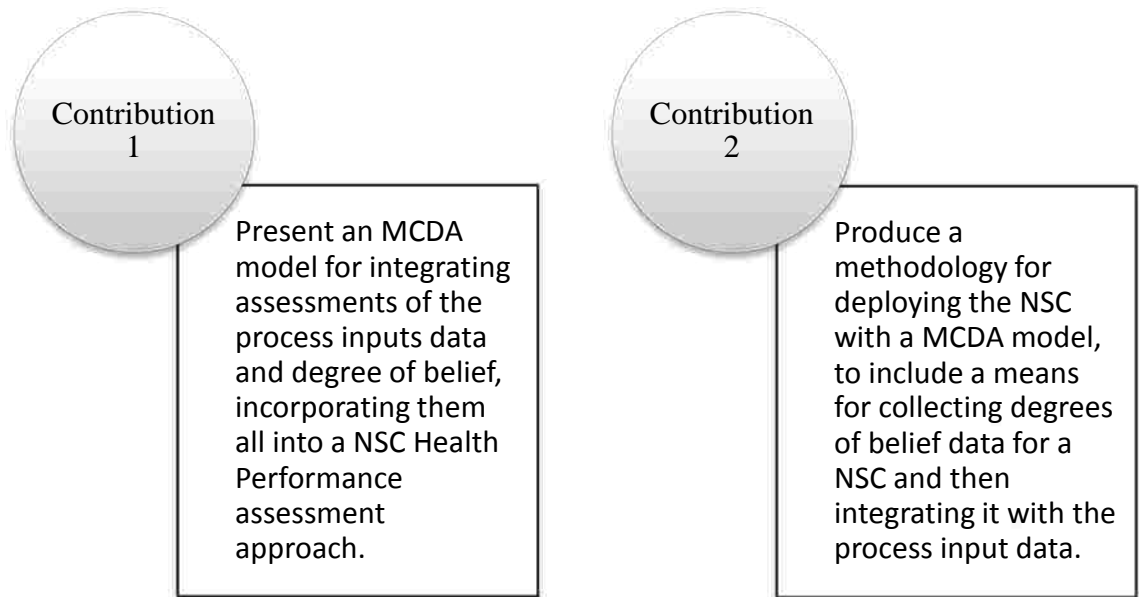 Contribution
1
Present an MCDA
model for integrating
assessments of the
process inputs data
and degree of belief,
incorporating them
all into a NSC Health
Performance
assessment
approach.
Contribution
2
Produce a
methodology for
deploying the NSC
with a MCDA model,
to include a means
for collecting degrees
of belief data for a
NSC and then
integrating it with the
process input data.